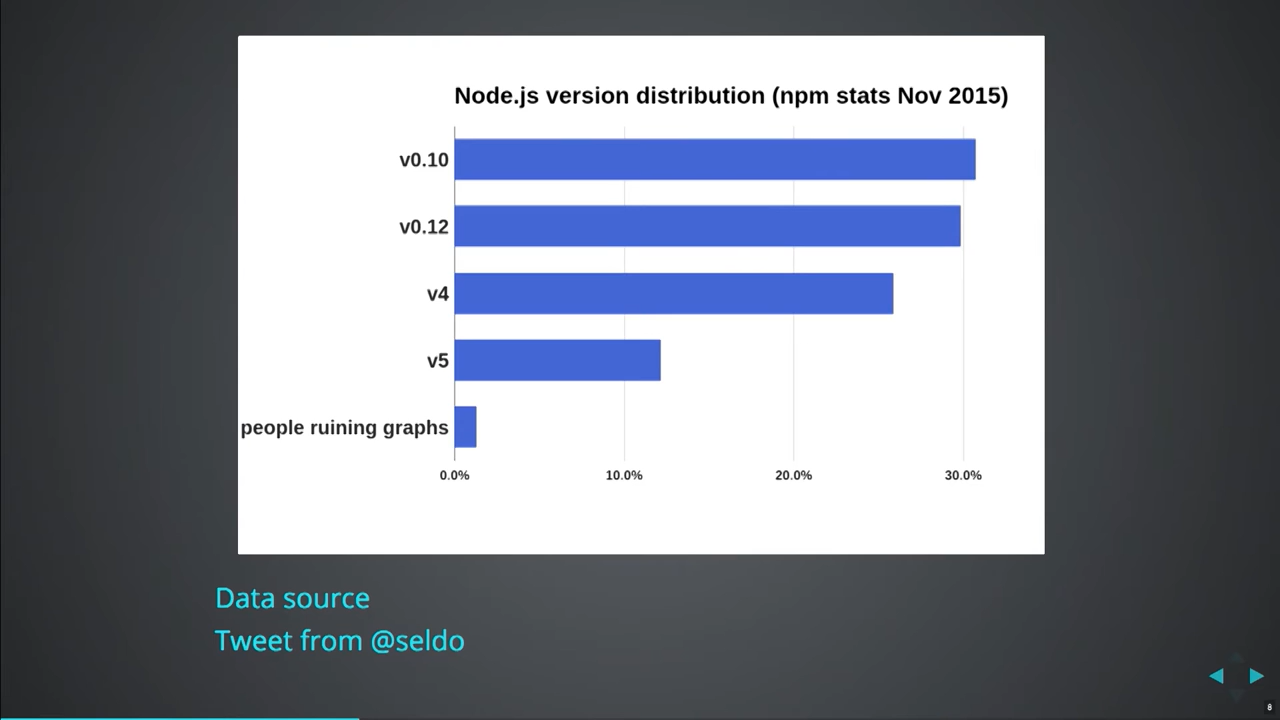 Node.js version distribution (npm stats Nov 2015)
v0.10
v0.12
v4
v5
people ruining graphs
0.0% 10.0% 20.0% 30.0%
Data source
Tweet from @seldo
8